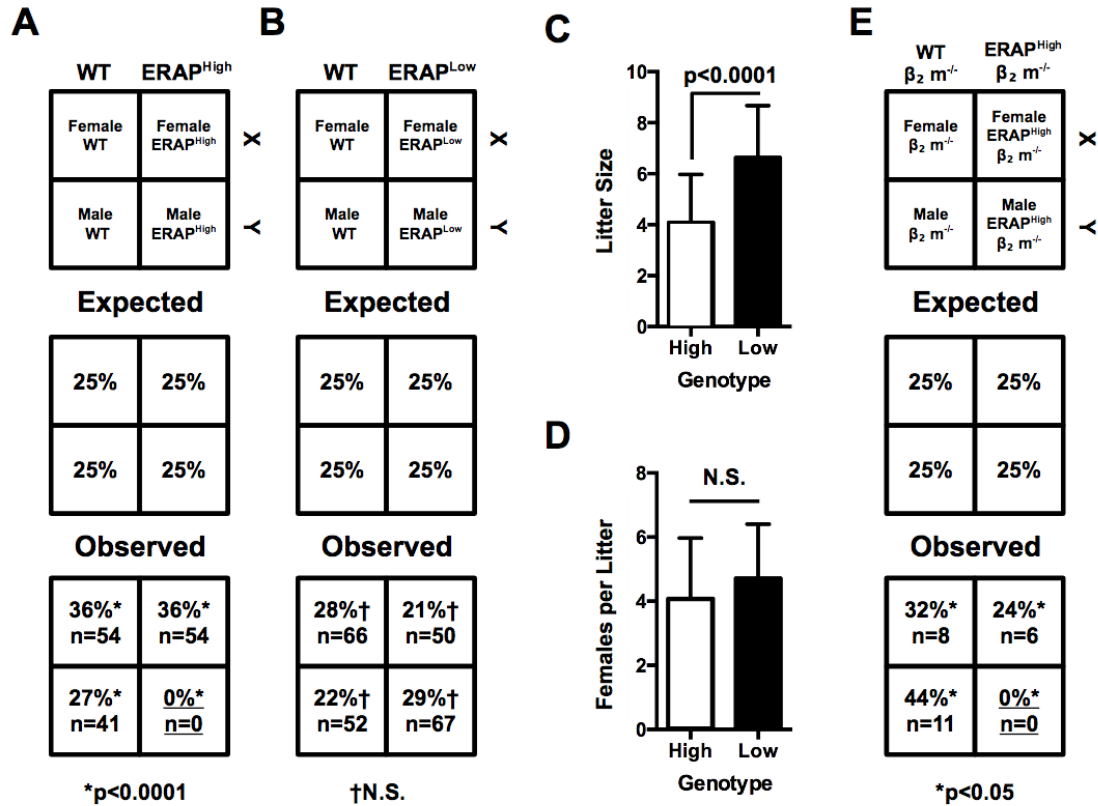 A
WT ERAP^High
Female WT
Female ERAP^High
X
Male WT
Male ERAP^High
Y
Expected
25% 25%
25% 25%
Observed
36%* 36%*
n=54 n=54
27%* 0%*
n=41 n=0
*p<0.0001
B
WT ERAP^Low
Female WT
Female ERAP^Low
X
Male WT
Male ERAP^Low
Y
Expected
25% 25%
25% 25%
Observed
28%† 21%†
n=66 n=50
22%† 29%†
n=52 n=67
†N.S.
C
p<0.0001
Litter Size
10
8
6
4
2
0
High Low
Genotype
D
N.S.
Females per Litter
8
6
4
2
0
High Low
Genotype
E
WT β₂ m⁻/⁻
ERAP^High β₂ m⁻/⁻
Female β₂ m⁻/⁻
Female ERAP^High β₂ m⁻/⁻
X
Male β₂ m⁻/⁻
Male ERAP^High β₂ m⁻/⁻
Y
Expected
25% 25%
25% 25%
Observed
32%* 24%*
n=8 n=6
44%* 0%*
n=11 n=0
*p<0.05